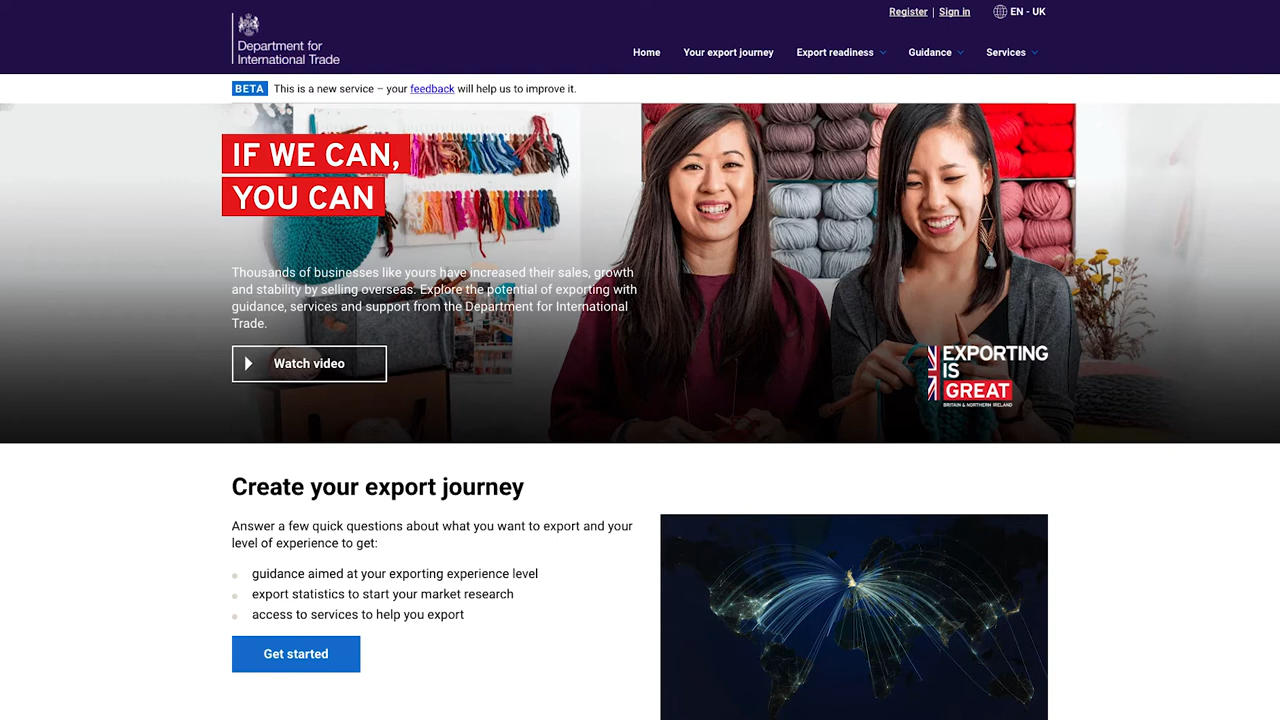 Register | Sign in EN - UK
Department for
International Trade
Home Your export journey Export readiness Guidance Services
BETA This is a new service – your feedback will help us to improve it.
IF WE CAN,
YOU CAN
Thousands of businesses like yours have increased their sales, growth
and stability by selling overseas. Explore the potential of exporting with
guidance, services and support from the Department for International
Trade.
Watch video
EXPORTING
IS
GREAT
BRITAIN & NORTHERN IRELAND
Create your export journey
Answer a few quick questions about what you want to export and your
level of experience to get:
guidance aimed at your exporting experience level
export statistics to start your market research
access to services to help you export
Get started